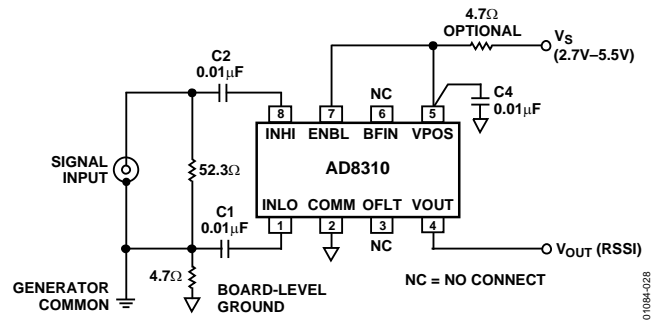 4.7Ω
OPTIONAL
VS
(2.7V–5.5V)
C2
0.01μF
NC
C4
0.01μF
8
7
6
5
INHI
ENBL
BFIN
VPOS
SIGNAL
INPUT
52.3Ω
AD8310
C1
0.01μF
INLO
COMM
OFLT
VOUT
1
2
3
4
NC
VOUT (RSSI)
4.7Ω
NC = NO CONNECT
GENERATOR
COMMON
BOARD-LEVEL
GROUND
01084-028